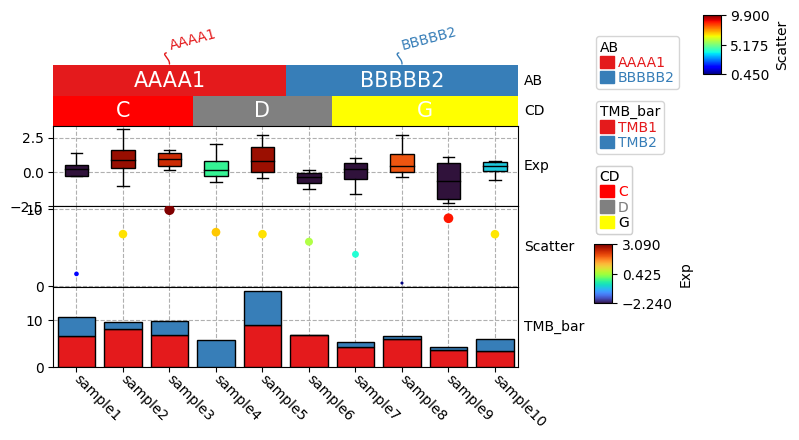 AAAA1
BBBBB2
AAAA1
BBBBB2
AB
C
D
G
CD
2.5
0.0
−2.5
Exp
10
0
Scatter
10
0
TMB_bar
sample1
sample2
sample3
sample4
sample5
sample6
sample7
sample8
sample9
sample10
AB
AAAA1
BBBBB2
TMB_bar
TMB1
TMB2
CD
C
D
G
3.090
0.425
−2.240
Exp
9.900
5.175
0.450
Scatter